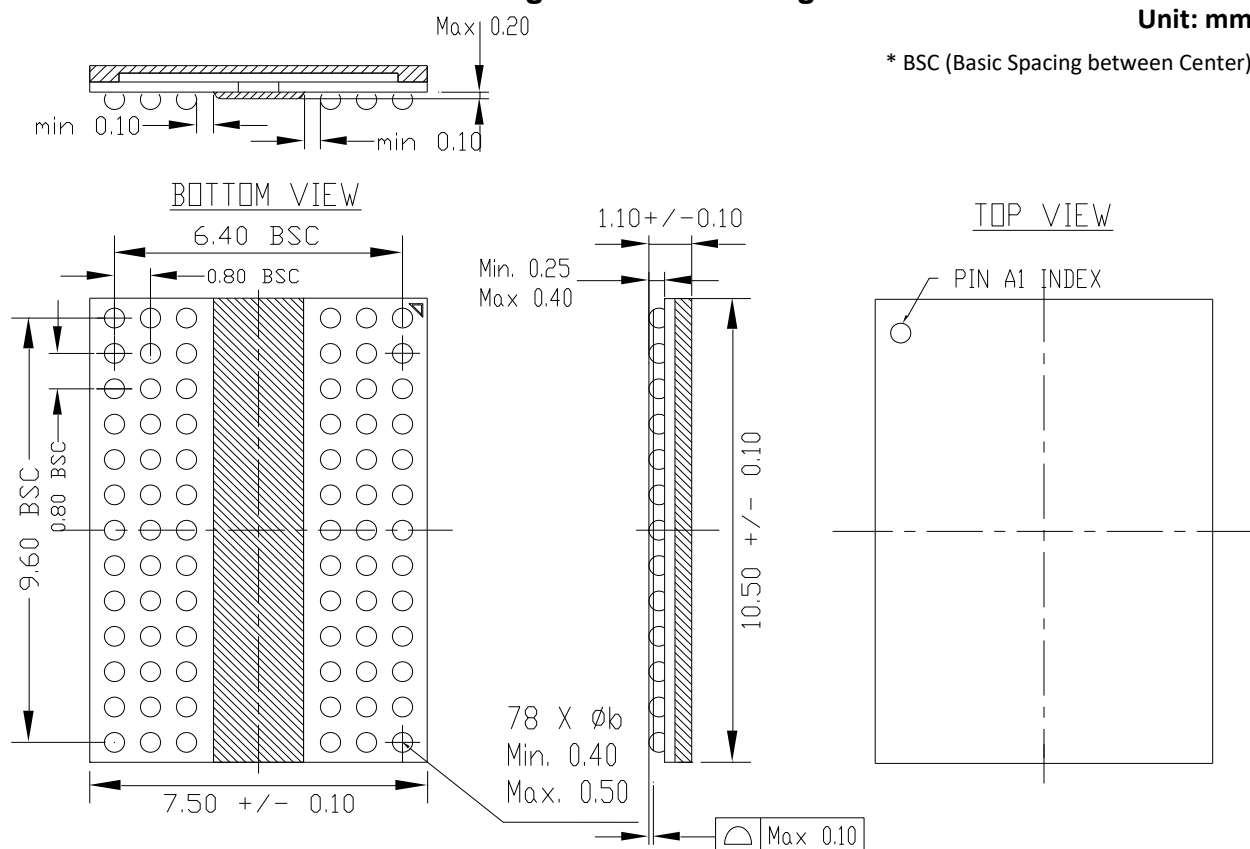 Max 0.20
Unit: mm
* BSC (Basic Spacing between Center)
min 0.10
min 0.10
BOTTOM VIEW
6.40 BSC
0.80 BSC
1.10+/-0.10
TOP VIEW
Min. 0.25
Max 0.40
PIN A1 INDEX
9.60 BSC
0.80 BSC
10.50 +/- 0.10
78 X Øb
Min. 0.40
Max. 0.50
7.50 +/- 0.10
Max 0.10